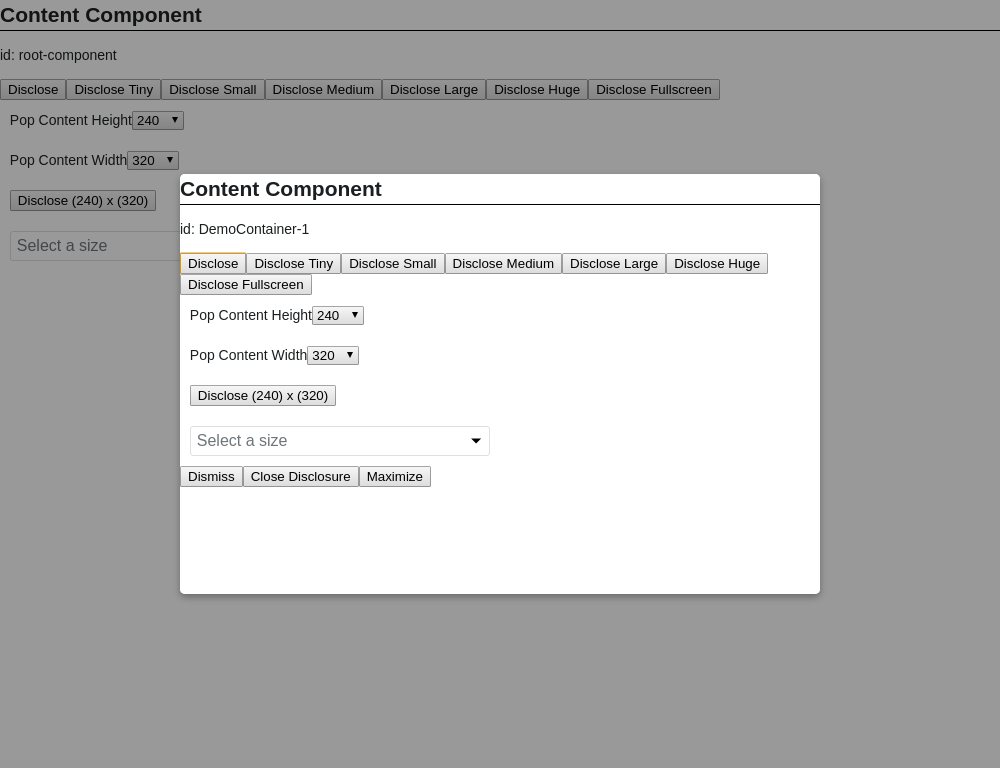 Content Component
id: root-component
Disclose Disclose Tiny Disclose Small Disclose Medium Disclose Large Disclose Huge Disclose Fullscreen
Pop Content Height 240
Pop Content Width 320
Disclose (240) x (320)
Select a size
Content Component
id: DemoContainer-1
Disclose Disclose Tiny Disclose Small Disclose Medium Disclose Large Disclose Huge
Disclose Fullscreen
Pop Content Height 240
Pop Content Width 320
Disclose (240) x (320)
Select a size
Dismiss Close Disclosure Maximize